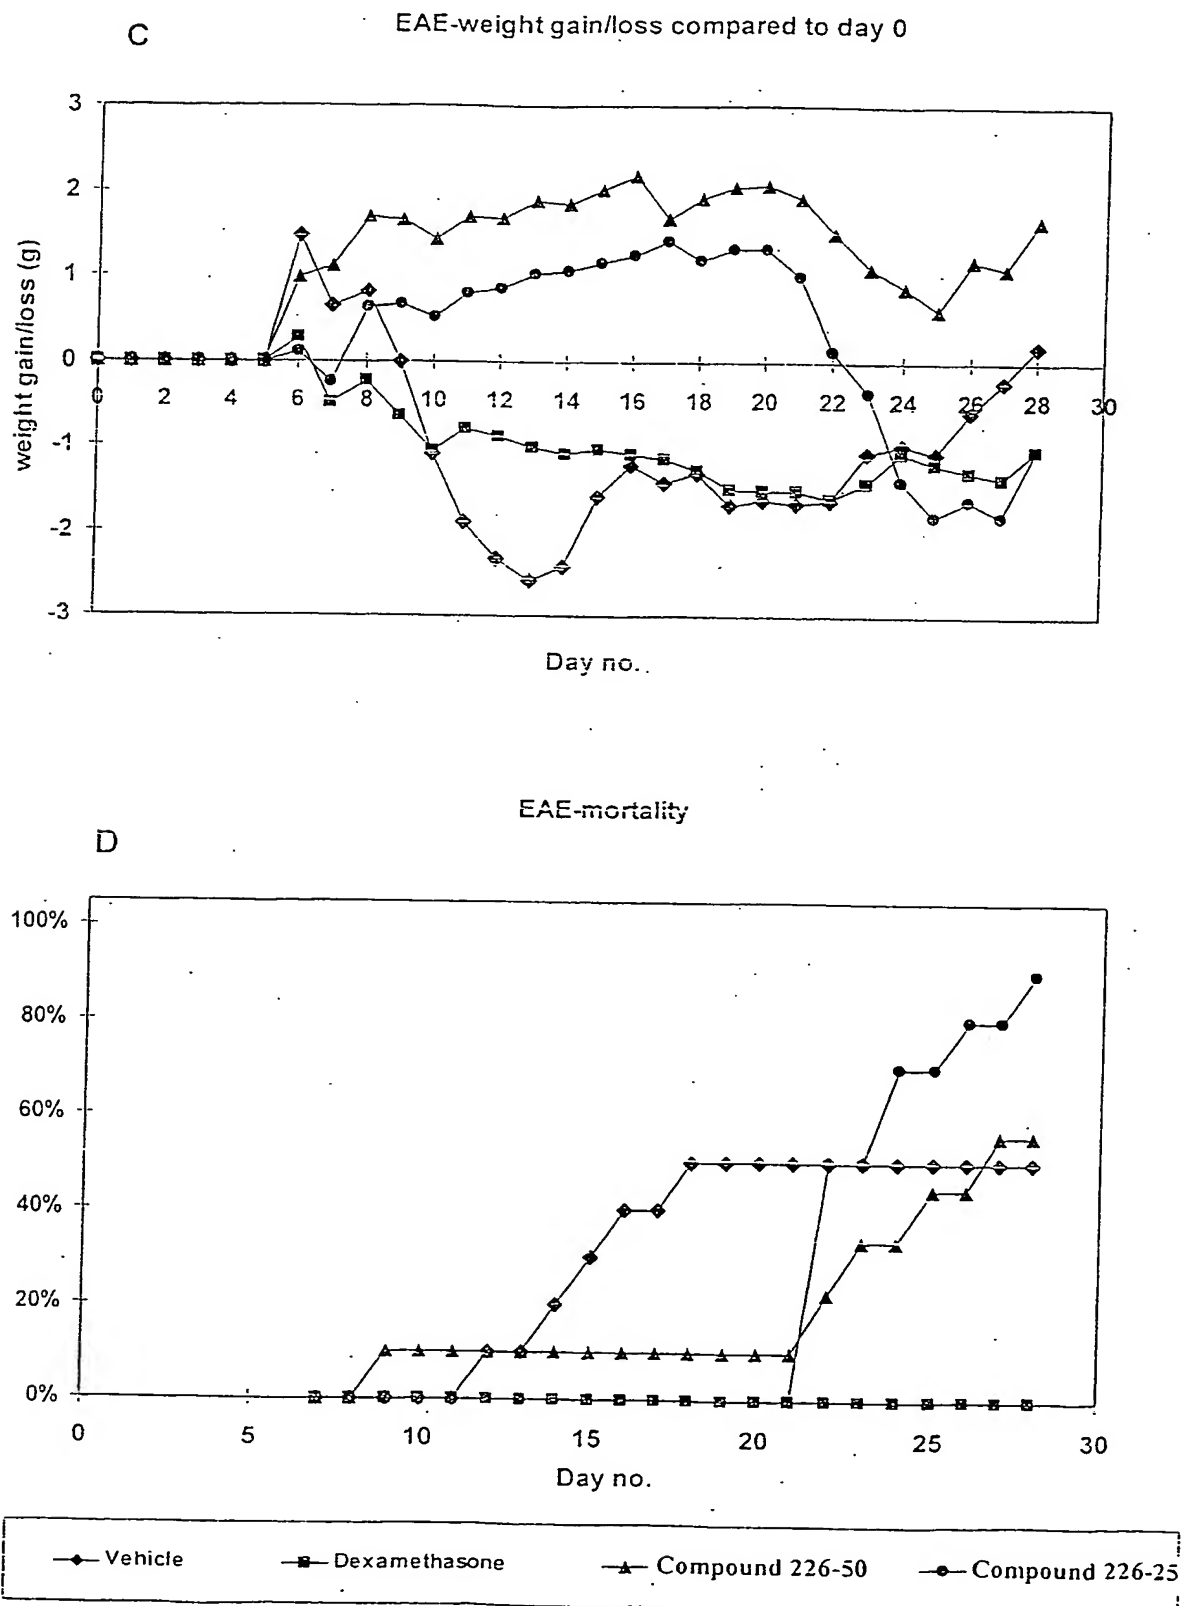 C
EAE-weight gain/loss compared to day 0
3
2
1
0
-1
-2
-3
weight gain/loss (g)
0 2 4 6 8 10 12 14 16 18 20 22 24 26 28 30
Day no.
EAE-mortality
D
100%
80%
60%
40%
20%
0%
0 5 10 15 20 25 30
Day no.
Vehicle Dexamethasone Compound 226-50 Compound 226-25